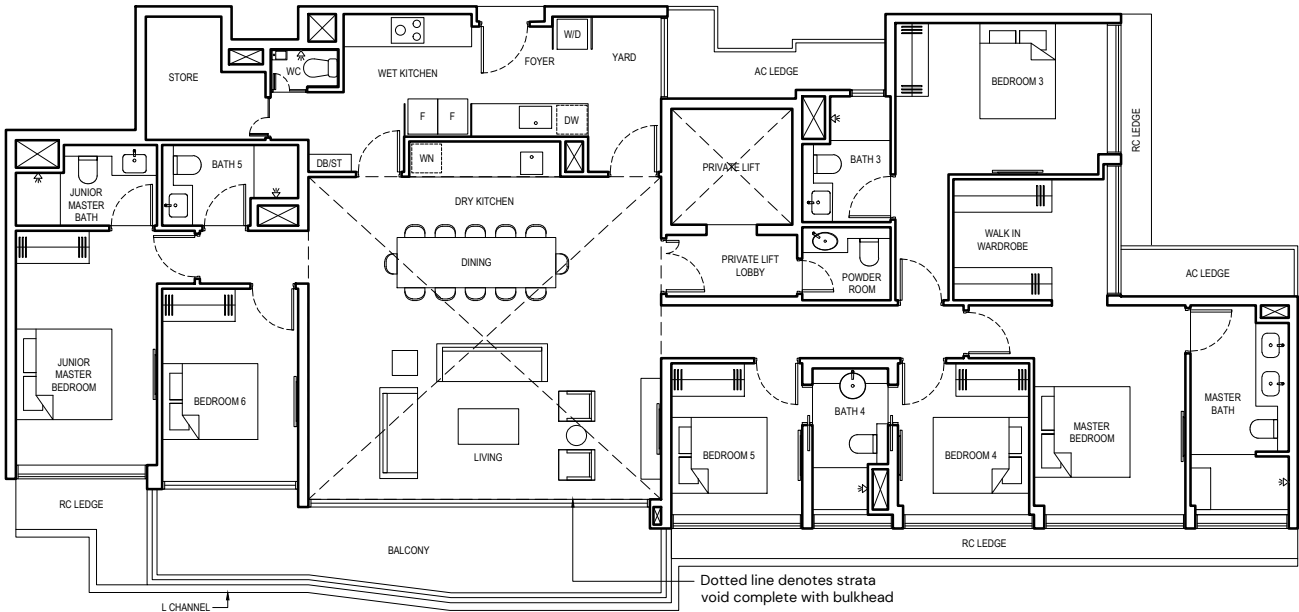 STORE
WC
WET KITCHEN
FOYER
W/D
YARD
AC LEDGE
BEDROOM 3
RC LEDGE
F
F
DW
DB/ST
WN
PRIVATE LIFT
BATH 3
BATH 5
JUNIOR
MASTER
BATH
DRY KITCHEN
DINING
PRIVATE LIFT
LOBBY
POWDER
ROOM
WALK IN
WARDROBE
AC LEDGE
JUNIOR
MASTER
BEDROOM
BEDROOM 6
LIVING
BEDROOM 5
BATH 4
BEDROOM 4
MASTER
BEDROOM
MASTER
BATH
RC LEDGE
BALCONY
RC LEDGE
L CHANNEL
Dotted line denotes strata
void complete with bulkhead